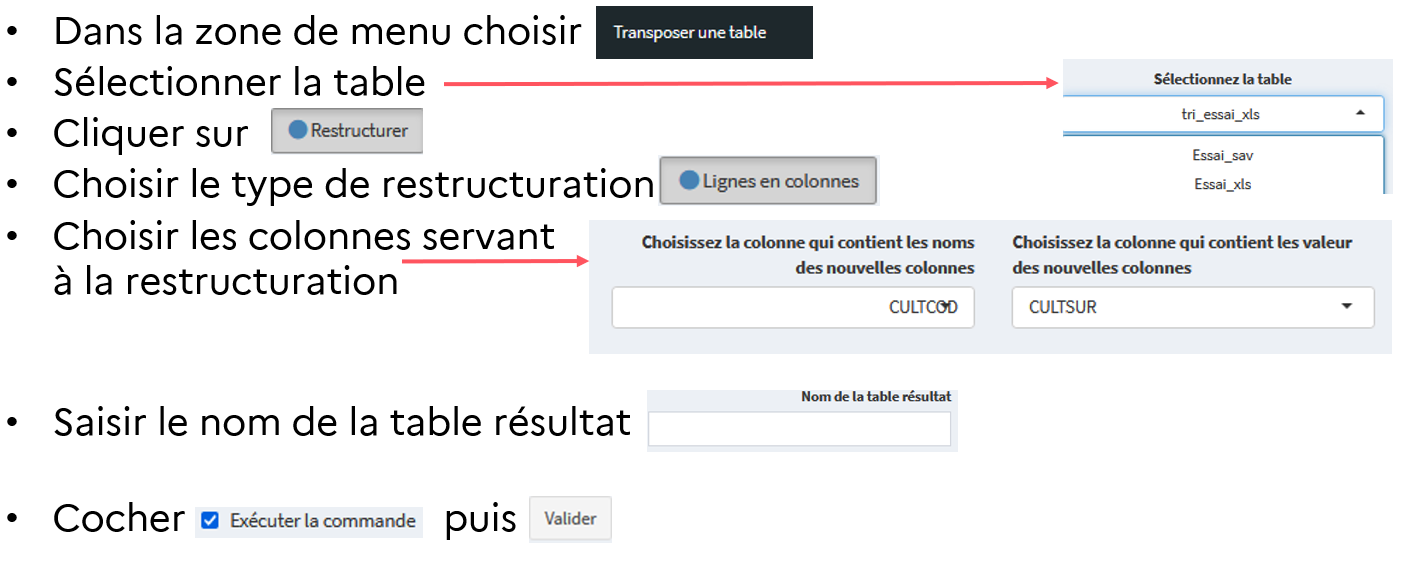 • Dans la zone de menu choisir Transposer une table
• Sélectionner la table
Sélectionnez la table
tri_essai_xls
Essai_sav
Essai_xls
• Cliquer sur Restructurer
• Choisir le type de restructuration Lignes en colonnes
• Choisir les colonnes servant
à la restructuration
Choisissez la colonne qui contient les noms
des nouvelles colonnes
CULTCOD
Choisissez la colonne qui contient les valeur
des nouvelles colonnes
CULTSUR
• Saisir le nom de la table résultat
Nom de la table résultat
• Cocher Exécuter la commande puis Valider